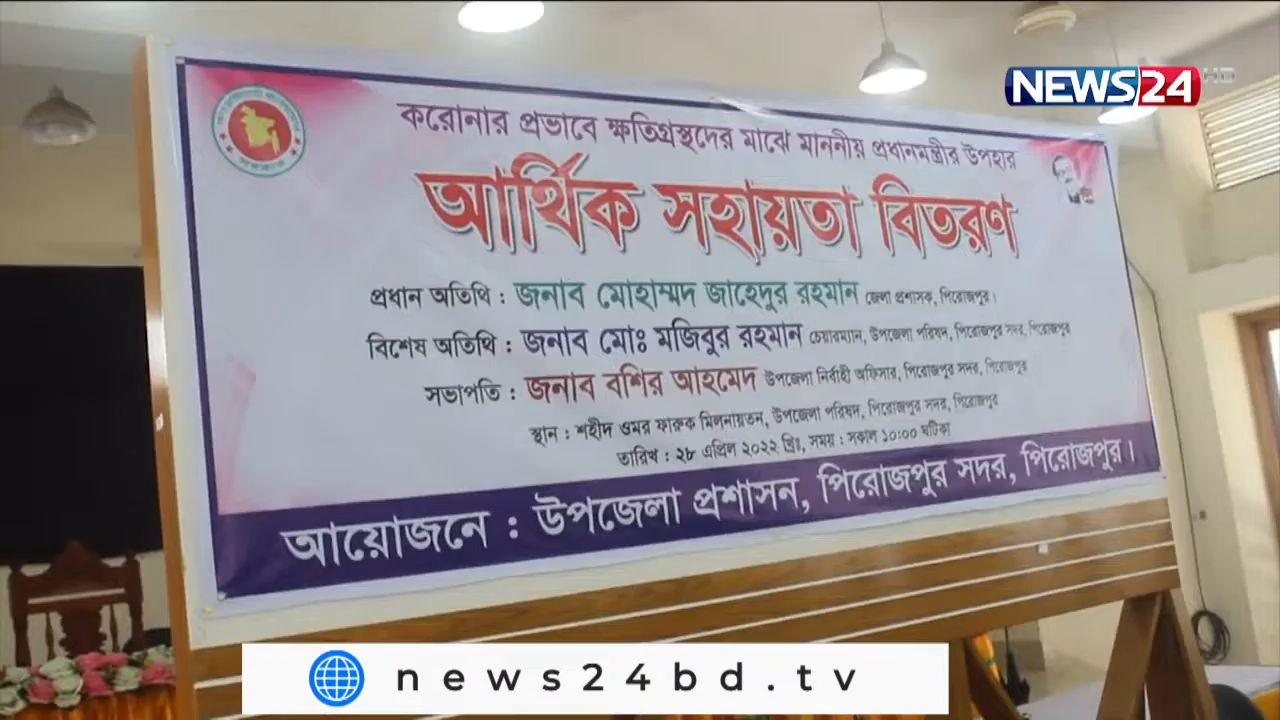 NEWS24 HD
করোনার প্রভাবে ক্ষতিগ্রস্থদের মাঝে মাননীয় প্রধানমন্ত্রীর উপহার
আর্থিক সহায়তা বিতরণ
প্রধান অতিথি : জনাব মোহাম্মদ জাহেদুর রহমান জেলা প্রশাসক, পিরোজপুর।
বিশেষ অতিথি : জনাব মোঃ মজিবুর রহমান চেয়ারম্যান, উপজেলা পরিষদ, পিরোজপুর সদর, পিরোজপুর
সভাপতি : জনাব বশির আহমেদ উপজেলা নির্বাহী অফিসার, পিরোজপুর সদর, পিরোজপুর
স্থান : শহীদ ওমর ফারুক মিলনায়তন, উপজেলা পরিষদ, পিরোজপুর সদর, পিরোজপুর
তারিখ : ২৮ এপ্রিল ২০২২ খ্রিঃ, সময় : সকাল ১০:০০ ঘটিকা
আয়োজনে : উপজেলা প্রশাসন, পিরোজপুর সদর, পিরোজপুর।
news24bd.tv